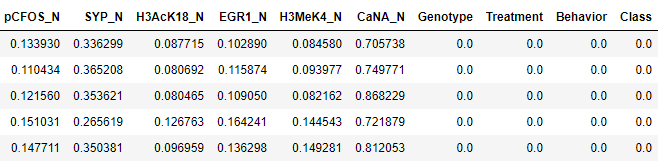 pCFOS_N SYP_N H3AcK18_N EGR1_N H3MeK4_N CaNA_N Genotype Treatment Behavior Class
0.133930 0.336299 0.087715 0.102890 0.084580 0.705738 0.0 0.0 0.0 0.0
0.110434 0.365208 0.080692 0.115874 0.093977 0.749771 0.0 0.0 0.0 0.0
0.121560 0.353621 0.080465 0.109050 0.082162 0.868229 0.0 0.0 0.0 0.0
0.151031 0.265619 0.126763 0.164241 0.144543 0.721879 0.0 0.0 0.0 0.0
0.147711 0.350381 0.096959 0.136298 0.149281 0.812053 0.0 0.0 0.0 0.0